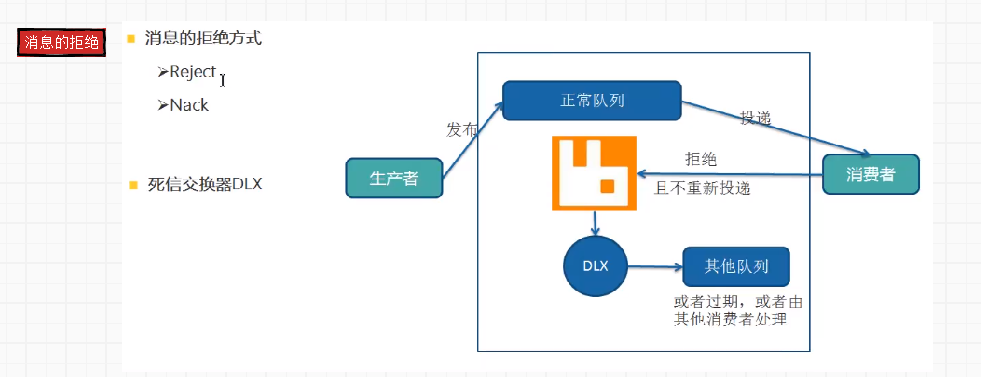 消息的拒绝
消息的拒绝方式
Reject
Nack
死信交换器DLX
正常队列
发布
投递
生产者
拒绝
且不重新投递
消费者
DLX
其他队列
或者过期，或者由
其他消费者处理